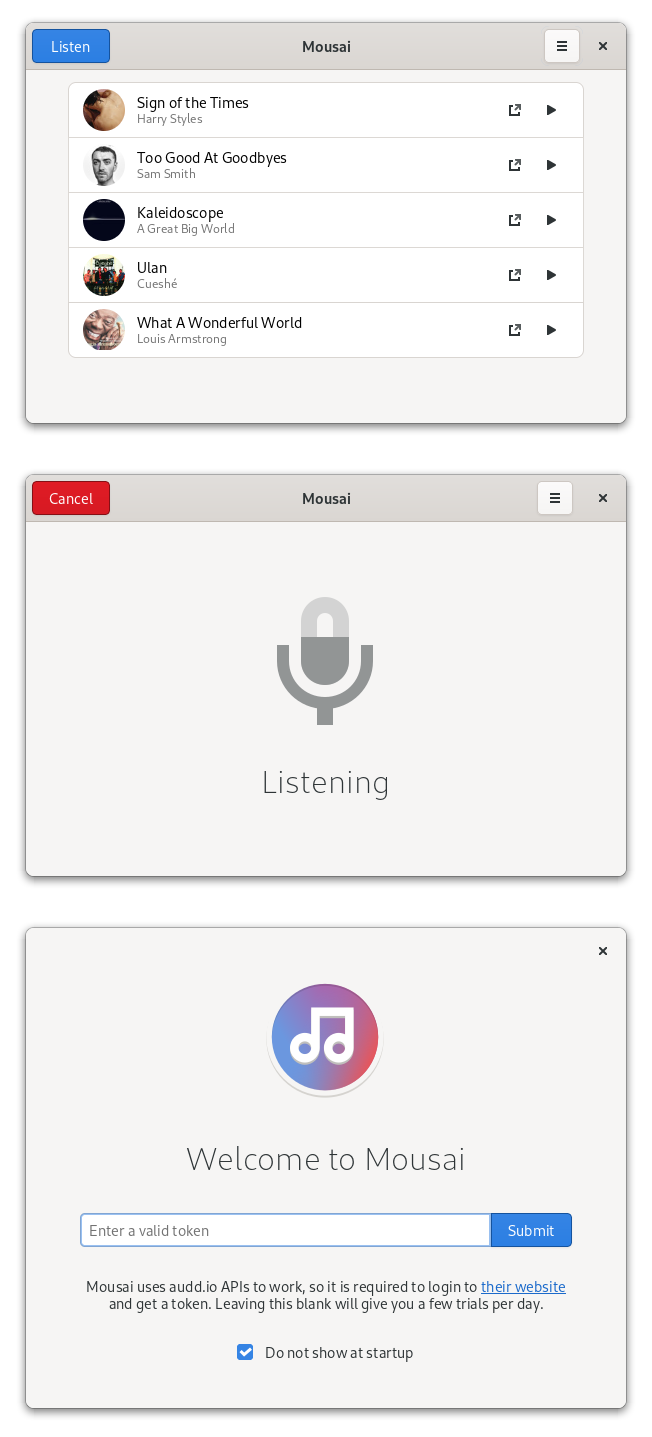 Listen
Mousai
Sign of the Times
Harry Styles
Too Good At Goodbyes
Sam Smith
Kaleidoscope
A Great Big World
Ulan
Cueshé
What A Wonderful World
Louis Armstrong
Cancel
Mousai
Listening
Welcome to Mousai
Enter a valid token
Submit
Mousai uses audd.io APIs to work, so it is required to login to their website
and get a token. Leaving this blank will give you a few trials per day.
Do not show at startup